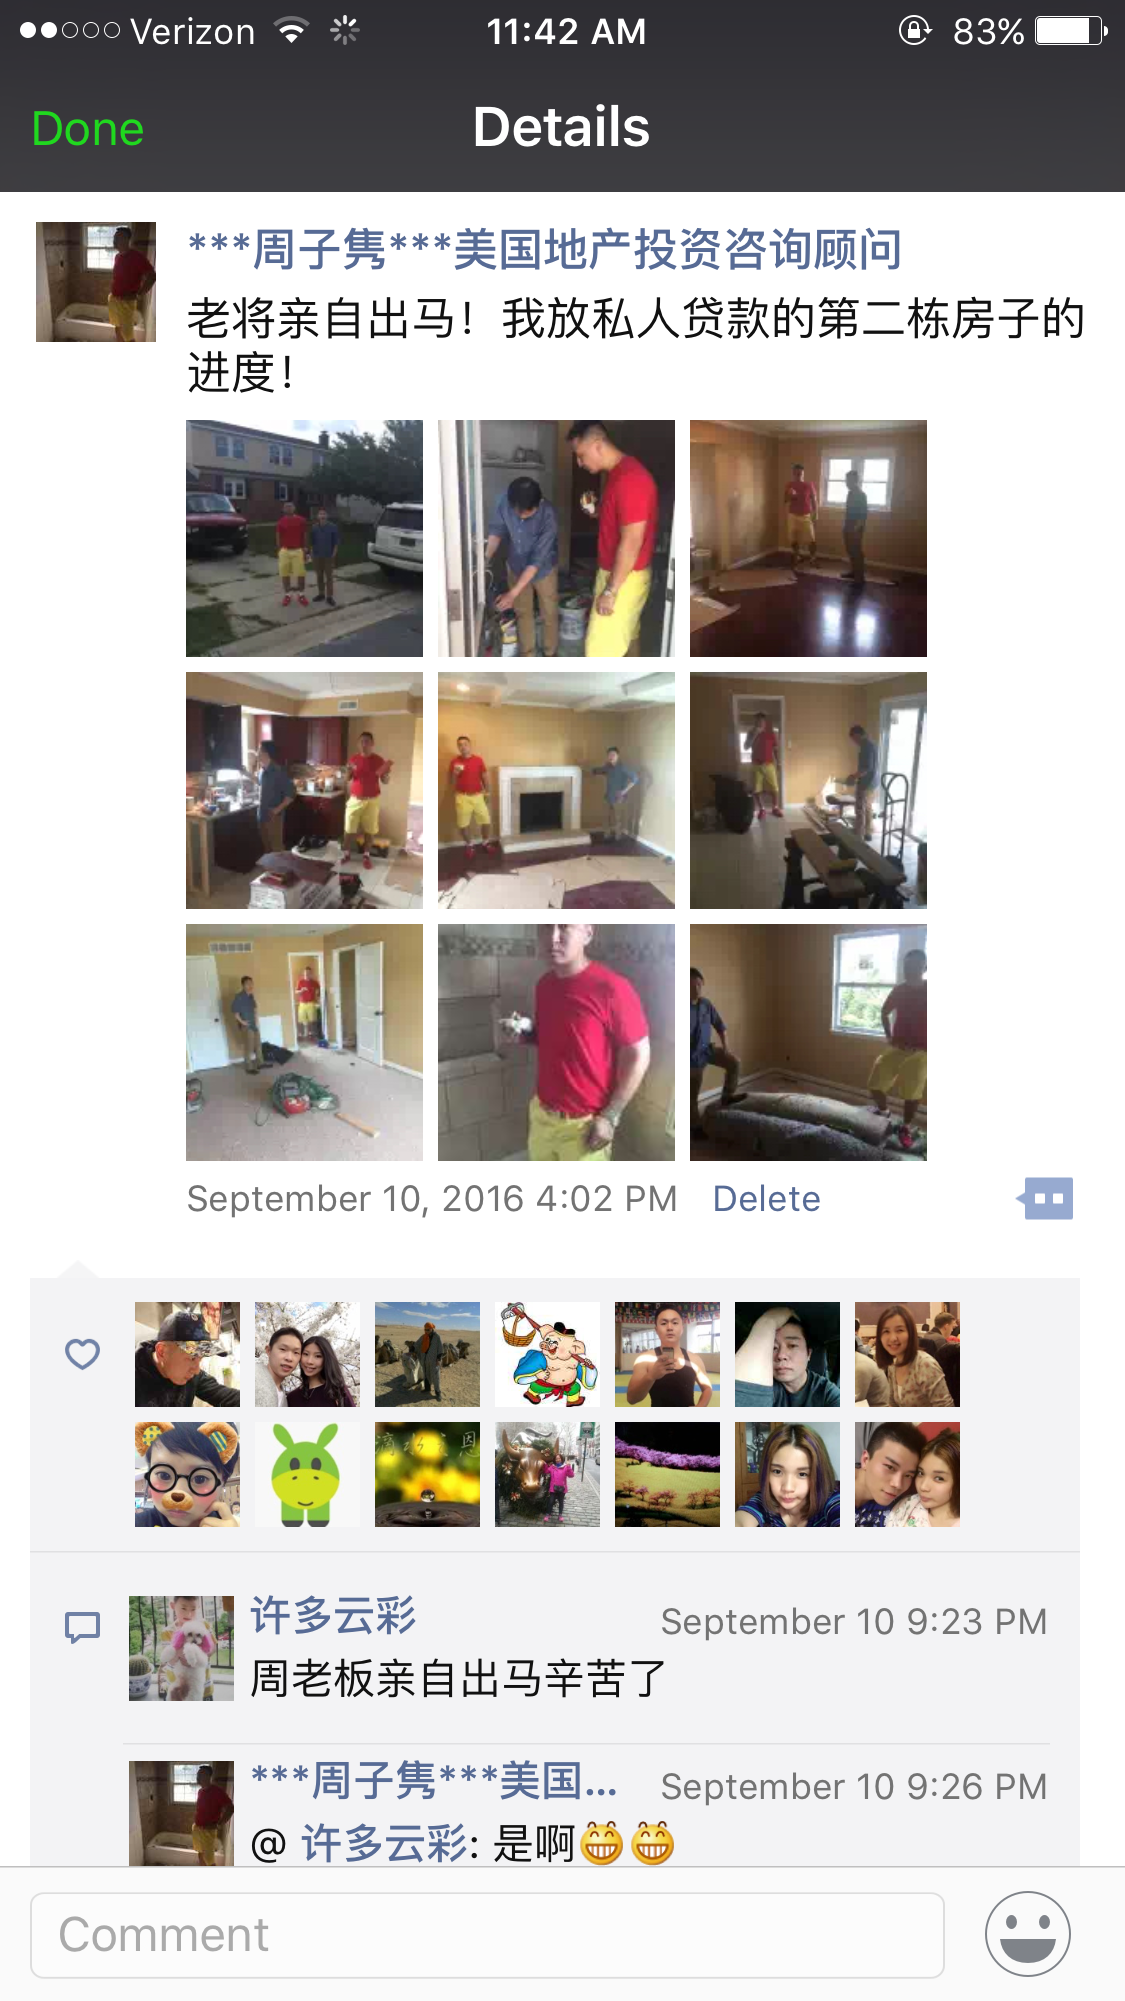 Verizon
11:42 AM
83%
Done
Details
***周子隽***美国地产投资咨询顾问
老将亲自出马！我放私人贷款的第二栋房子的
进度！
September 10, 2016 4:02 PM
Delete
滴水之恩
许多云彩
September 10 9:23 PM
周老板亲自出马辛苦了
***周子隽***美国...
September 10 9:26 PM
@ 许多云彩: 是啊😁😁
Comment